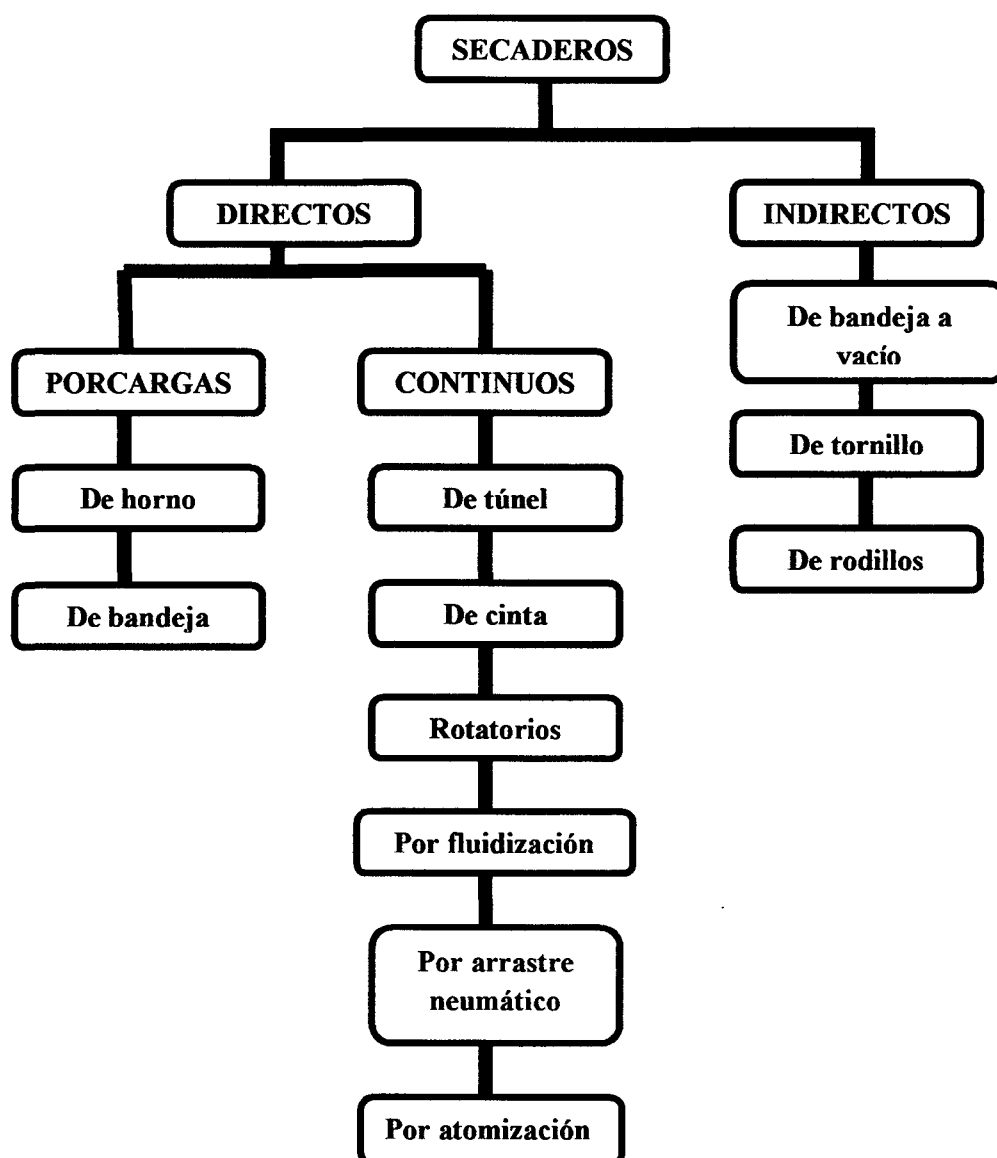 SECADEROS
DIRECTOS
INDIRECTOS
PORCARGAS
CONTINUOS
De horno
De bandeja
De túnel
De cinta
Rotatorios
Por fluidización
Por arrastre
neumático
Por atomización
De bandeja a
vacío
De tornillo
De rodillos